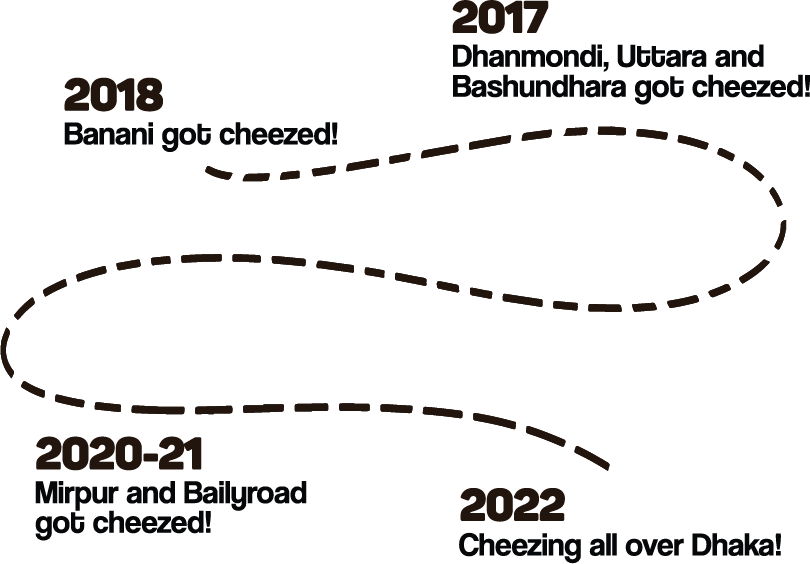 2017
Dhanmondi, Uttara and
Bashundhara got cheezed!
2018
Banani got cheezed!
2020-21
Mirpur and Bailyroad
got cheezed!
2022
Cheezing all over Dhaka!